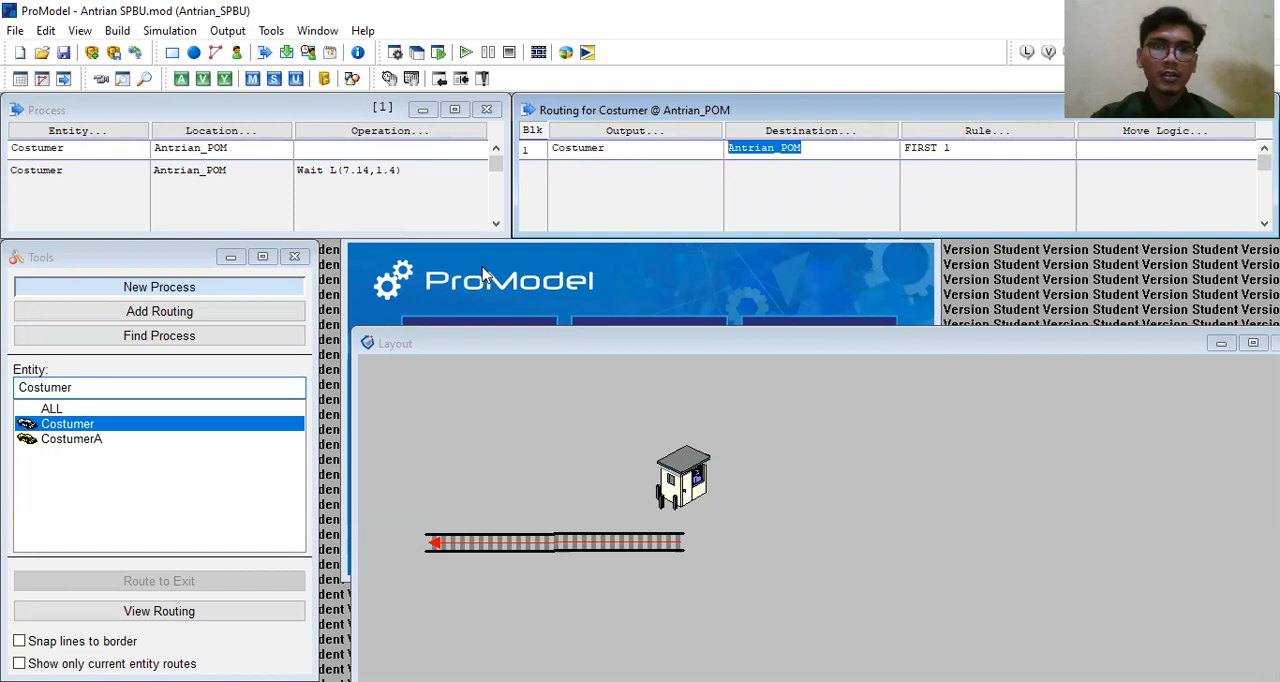 ProModel - Antrian SPBU.mod (Antrian_SPBU)
File Edit View Build Simulation Output Tools Window Help
Process [1]
Entity... Location... Operation...
Costumer Antrian_POM
Costumer Antrian_POM Wait L(7.14,1.4)
Routing for Costumer @ Antrian_POM
Blk Output... Destination... Rule... Move Logic...
1 Costumer Antrian_POM FIRST 1
Tools
New Process
Add Routing
Find Process
Entity:
Costumer
ALL
Costumer
CostumerA
Route to Exit
View Routing
Snap lines to border
Show only current entity routes
ProModel
Layout
Version Student Version Student Version Student
Version Student Version Student Version Student
Version Student Version Student Version Student
Version Student Version Student Version Student
Version Student Version Student Version Student